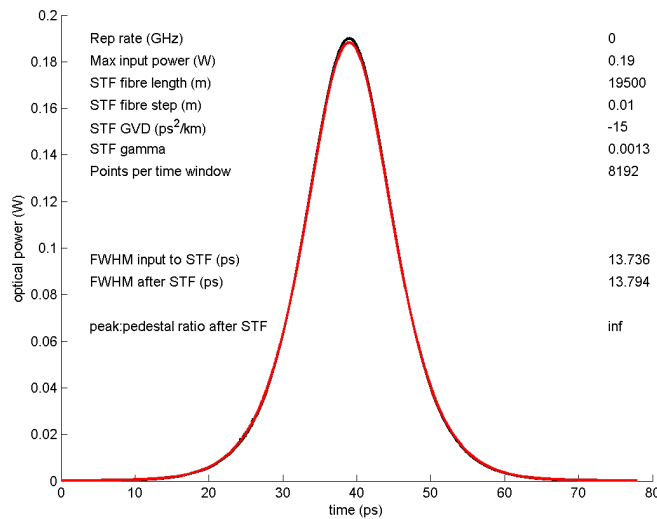 0.2
Rep rate (GHz) 0
0.18
Max input power (W) 0.19
STF fibre length (m) 19500
0.16
STF fibre step (m) 0.01
STF GVD (ps²/km) -15
0.14
STF gamma 0.0013
Points per time window 8192
0.12
optical power (W)
0.1
FWHM input to STF (ps) 13.736
FWHM after STF (ps) 13.794
0.08
peak:pedestal ratio after STF inf
0.06
0.04
0.02
0
0 10 20 30 40 50 60 70 80
time (ps)